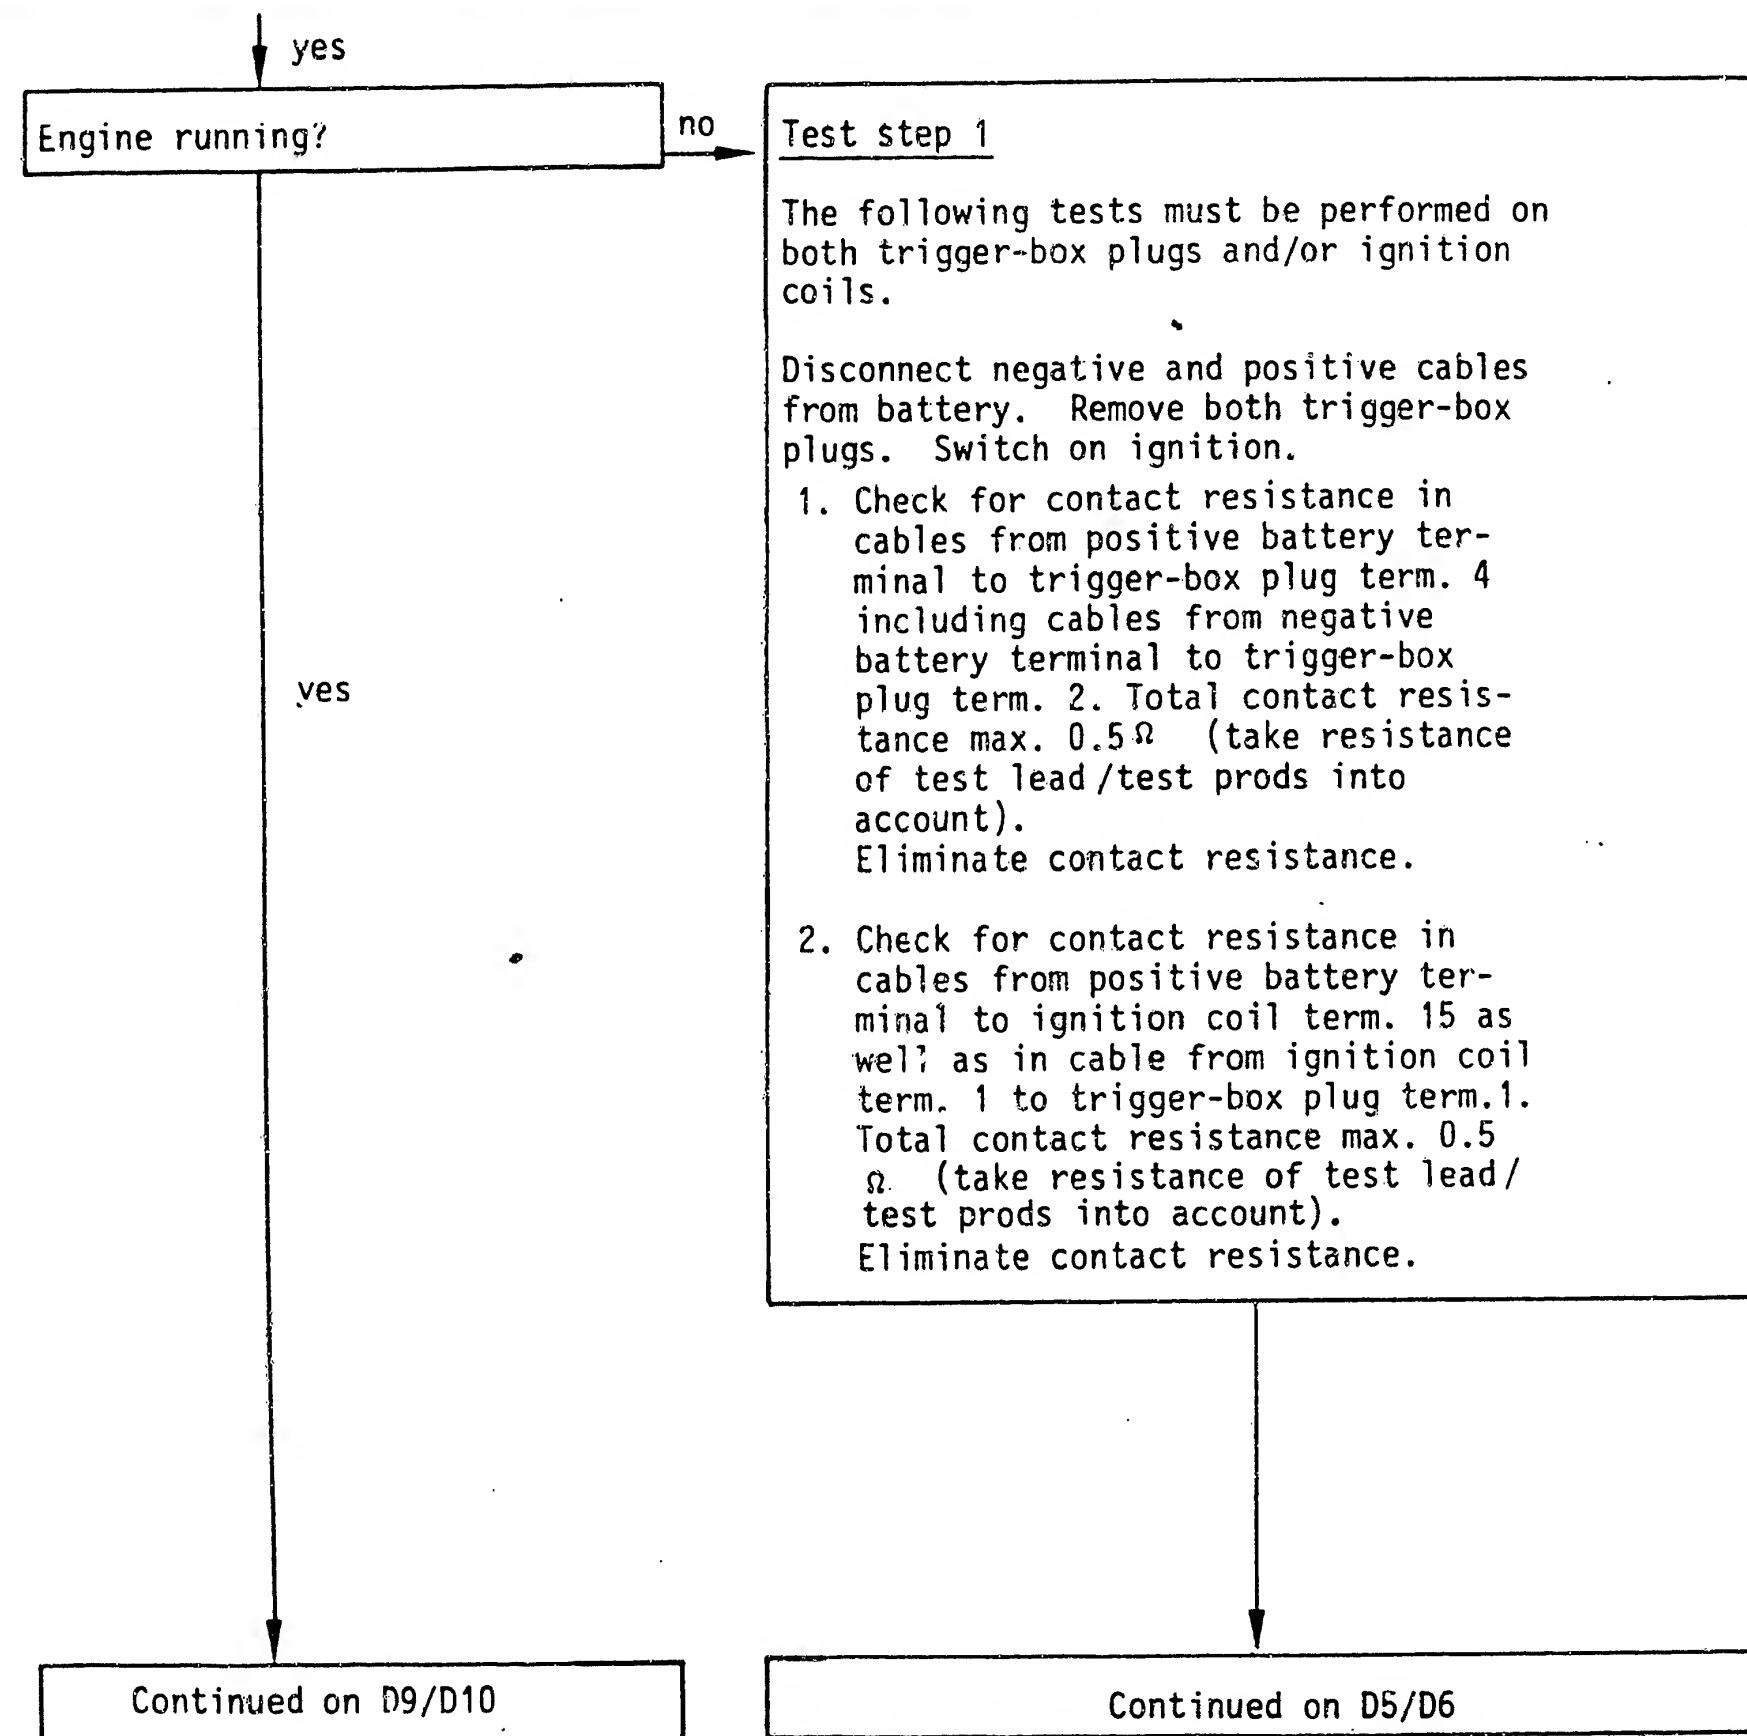 yes
Engine running?
no
Test step 1
The following tests must be performed on
both trigger-box plugs and/or ignition
coils.
Disconnect negative and positive cables
from battery. Remove both trigger-box
plugs. Switch on ignition.
1. Check for contact resistance in
cables from positive battery ter-
minal to trigger-box plug term. 4
including cables from negative
battery terminal to trigger-box
plug term. 2. Total contact resis-
tance max. 0.5 Ω (take resistance
of test lead/test prods into
account).
Eliminate contact resistance.
yes
2. Check for contact resistance in
cables from positive battery ter-
minal to ignition coil term. 15 as
well as in cable from ignition coil
term. 1 to trigger-box plug term.1.
Total contact resistance max. 0.5
Ω (take resistance of test lead/
test prods into account).
Eliminate contact resistance.
Continued on D9/D10
Continued on D5/D6